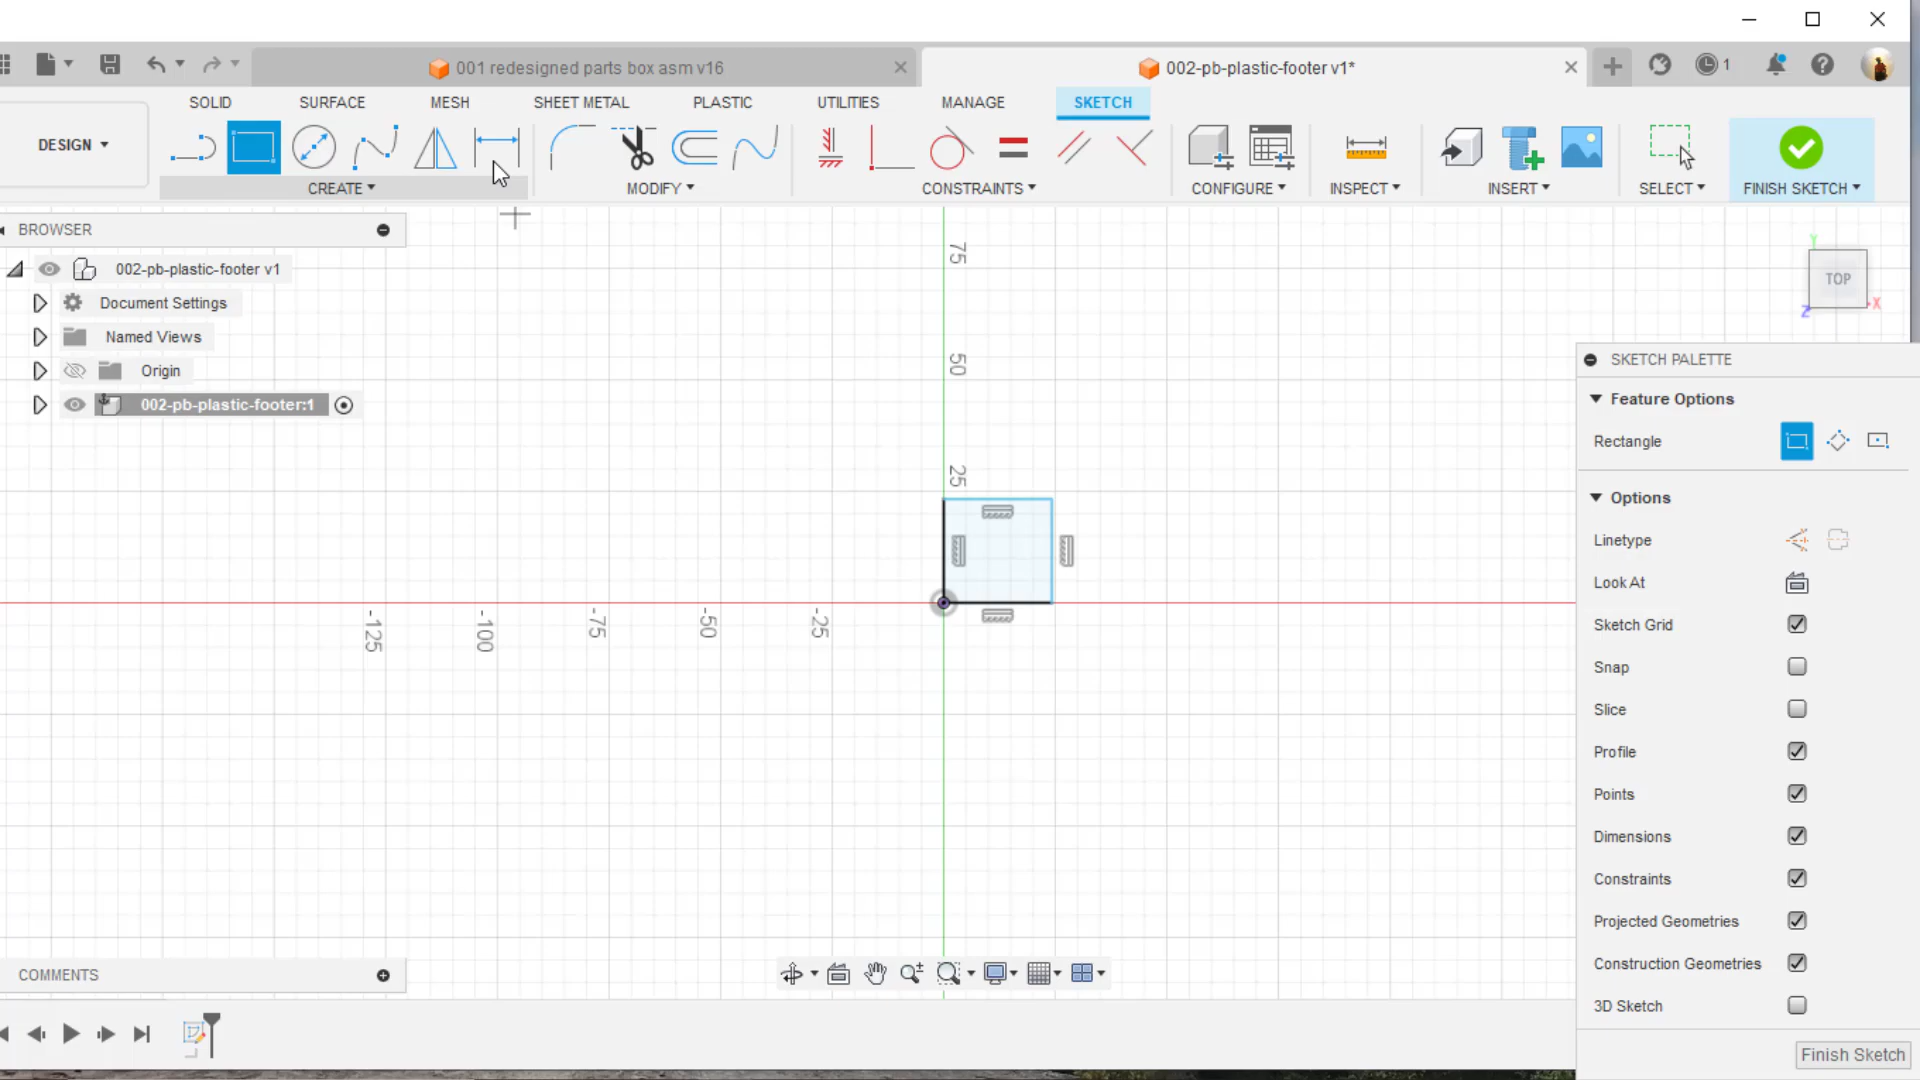 001 redesigned parts box asm v16
002-pb-plastic-footer v1*
1
SOLID
SURFACE
MESH
SHEET METAL
PLASTIC
UTILITIES
MANAGE
SKETCH
DESIGN
CREATE
MODIFY
CONSTRAINTS
CONFIGURE
INSPECT
INSERT
SELECT
FINISH SKETCH
BROWSER
002-pb-plastic-footer v1
Document Settings
Named Views
Origin
002-pb-plastic-footer:1
75
50
25
-125
-100
-75
-50
-25
Y
TOP
X
Z
SKETCH PALETTE
Feature Options
Rectangle
Options
Linetype
Look At
Sketch Grid
Snap
Slice
Profile
Points
Dimensions
Constraints
Projected Geometries
Construction Geometries
3D Sketch
Finish Sketch
COMMENTS